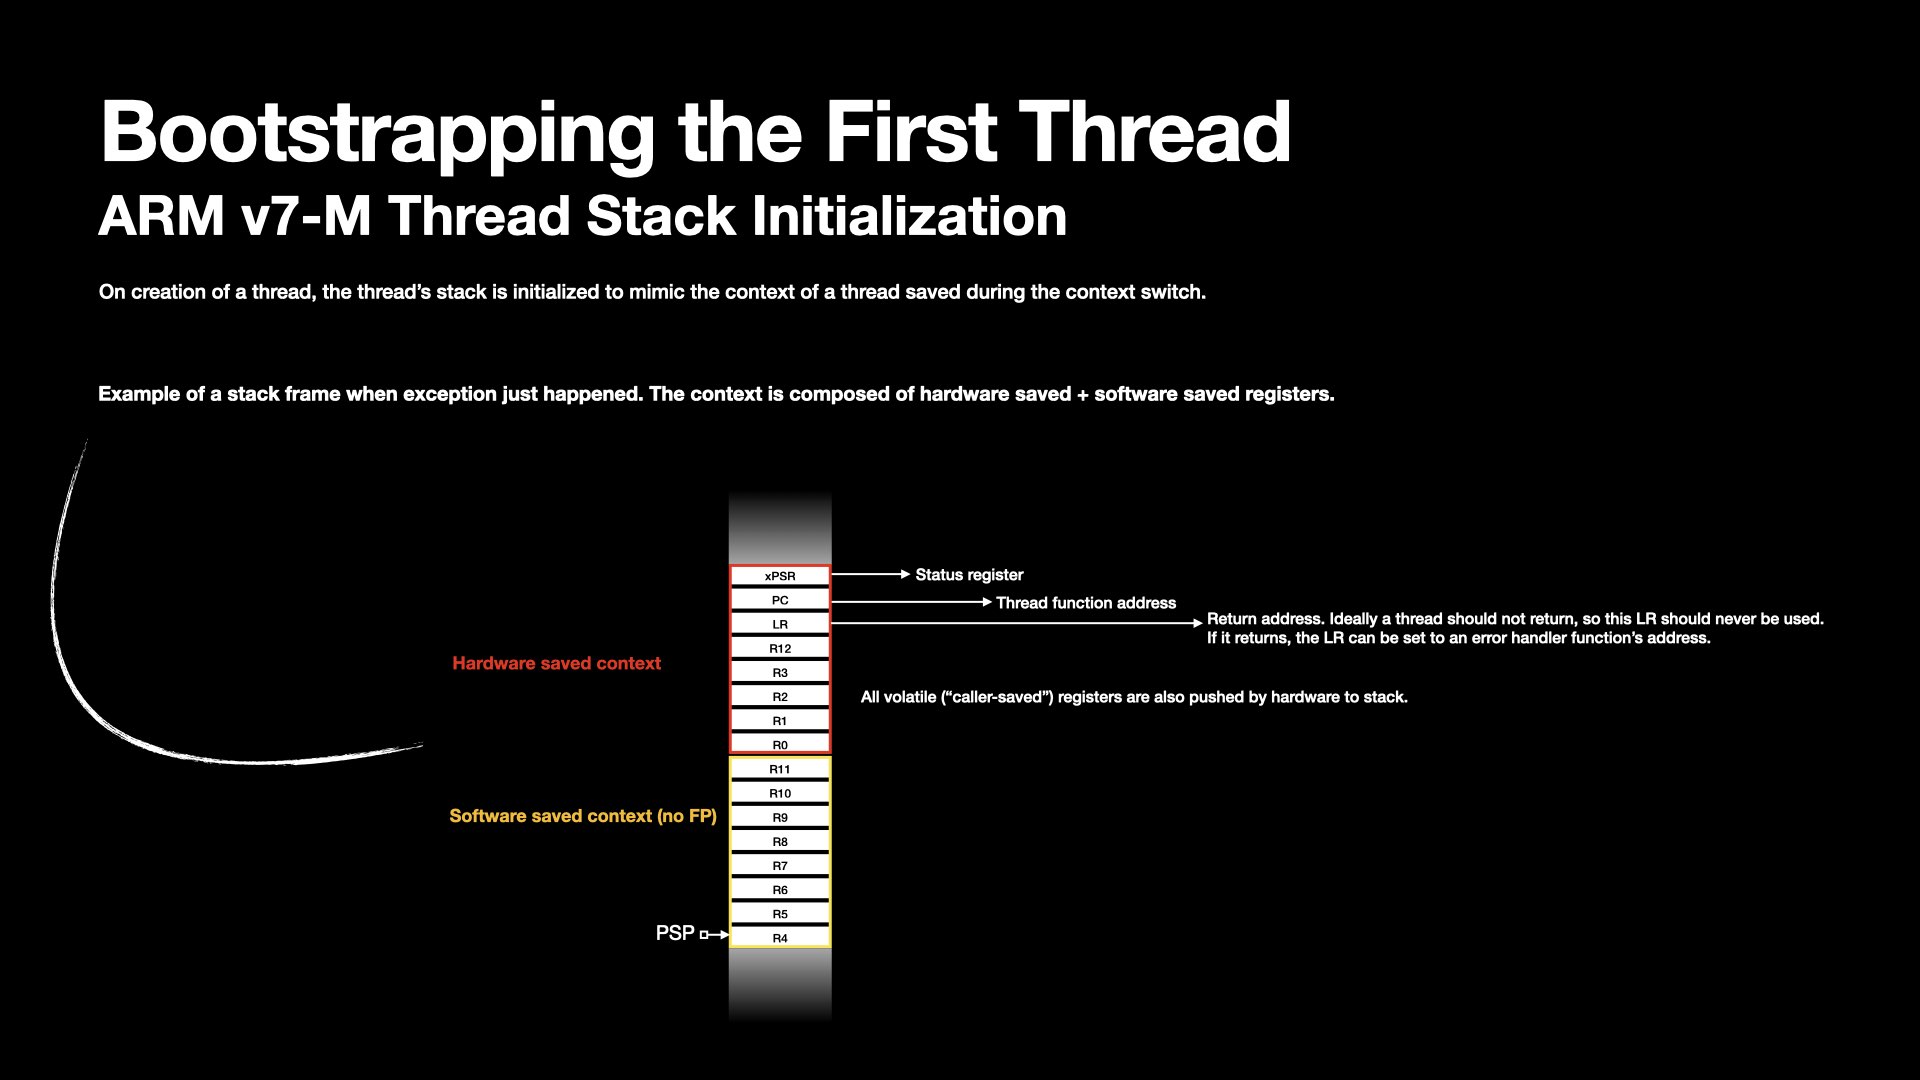 Bootstrapping the First Thread
ARM v7-M Thread Stack Initialization
On creation of a thread, the thread’s stack is initialized to mimic the context of a thread saved during the context switch.
Example of a stack frame when exception just happened. The context is composed of hardware saved + software saved registers.
xPSR
Status register
PC
Thread function address
LR
Return address. Ideally a thread should not return, so this LR should never be used.
If it returns, the LR can be set to an error handler function’s address.
R12
Hardware saved context
R3
R2
All volatile (“caller-saved”) registers are also pushed by hardware to stack.
R1
R0
R11
R10
Software saved context (no FP)
R9
R8
R7
R6
R5
PSP
R4